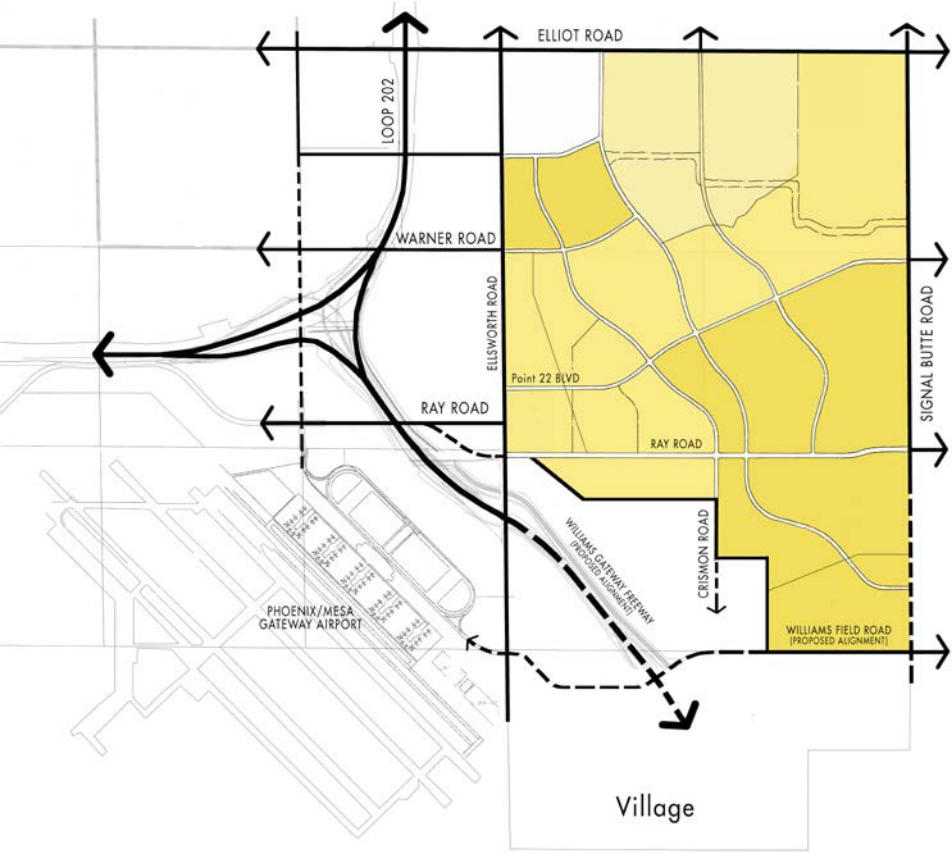 ELLIOT ROAD
LOOP 202
WARNER ROAD
ELLSWORTH ROAD
SIGNAL BUTTE ROAD
Point 22 BLVD
RAY ROAD
RAY ROAD
WILLIAMS GATEWAY FREEWAY
(PROPOSED ALIGNMENT)
CRISMON ROAD
PHOENIX/MESA
GATEWAY AIRPORT
WILLIAMS FIELD ROAD
(PROPOSED ALIGNMENT)
Village